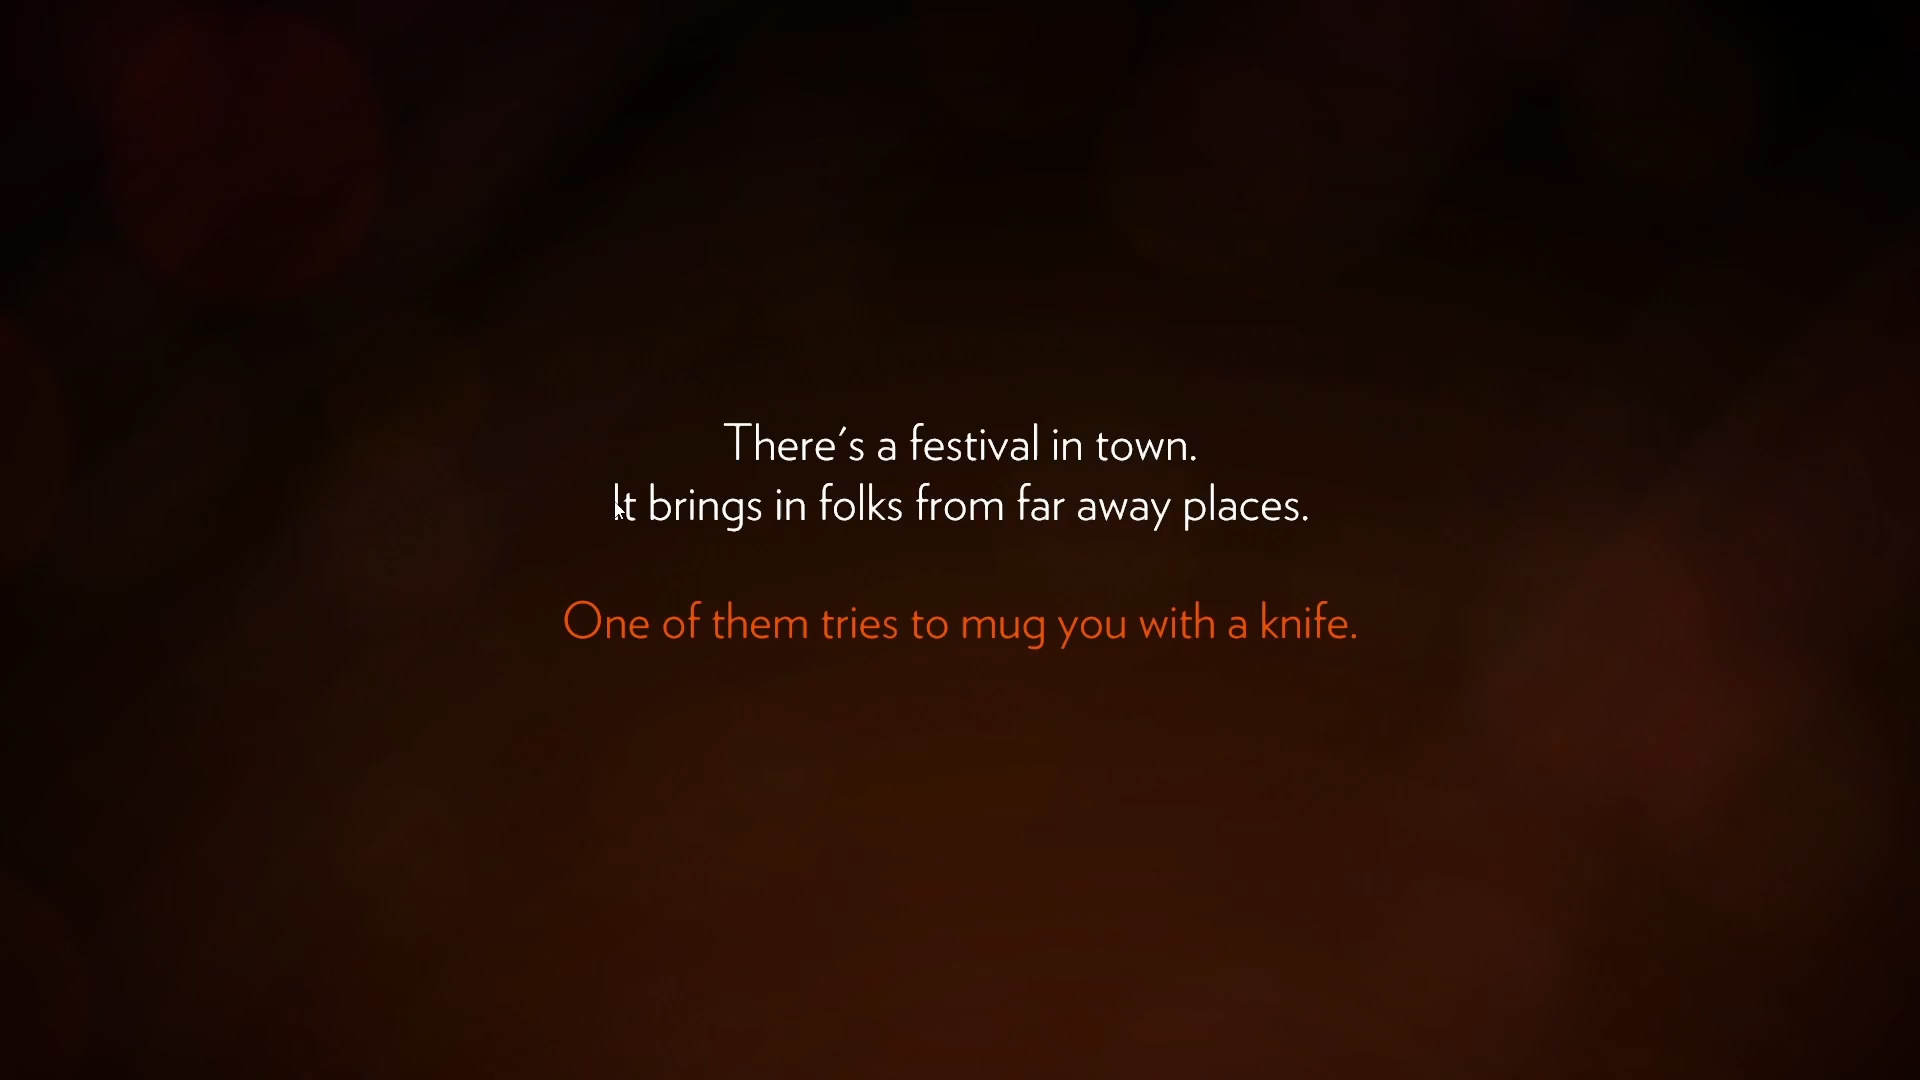 There's a festival in town.
It brings in folks from far away places.
One of them tries to mug you with a knife.